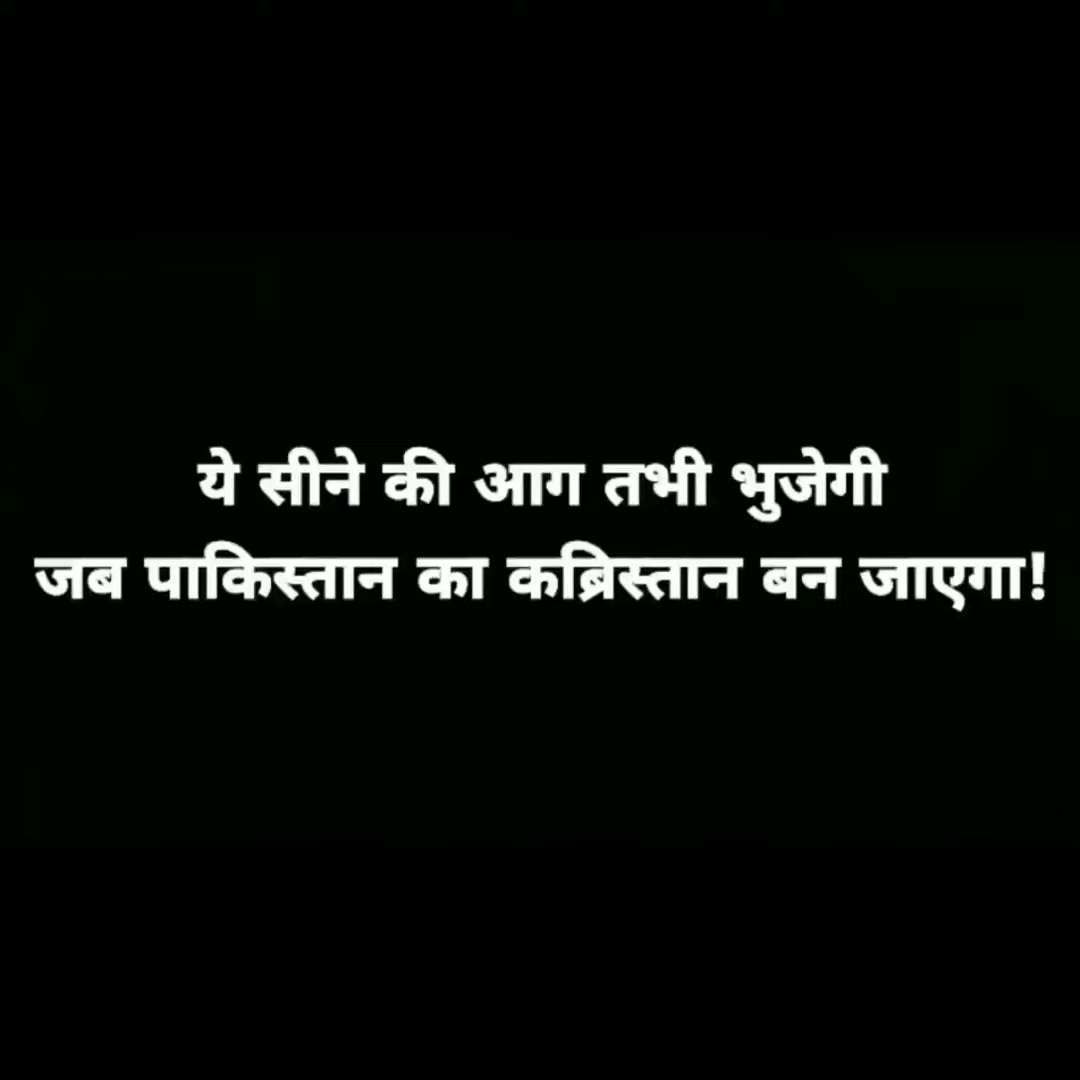 ये सीने की आग तभी भुजेगी
जब पाकिस्तान का कब्रिस्तान बन जाएगा!